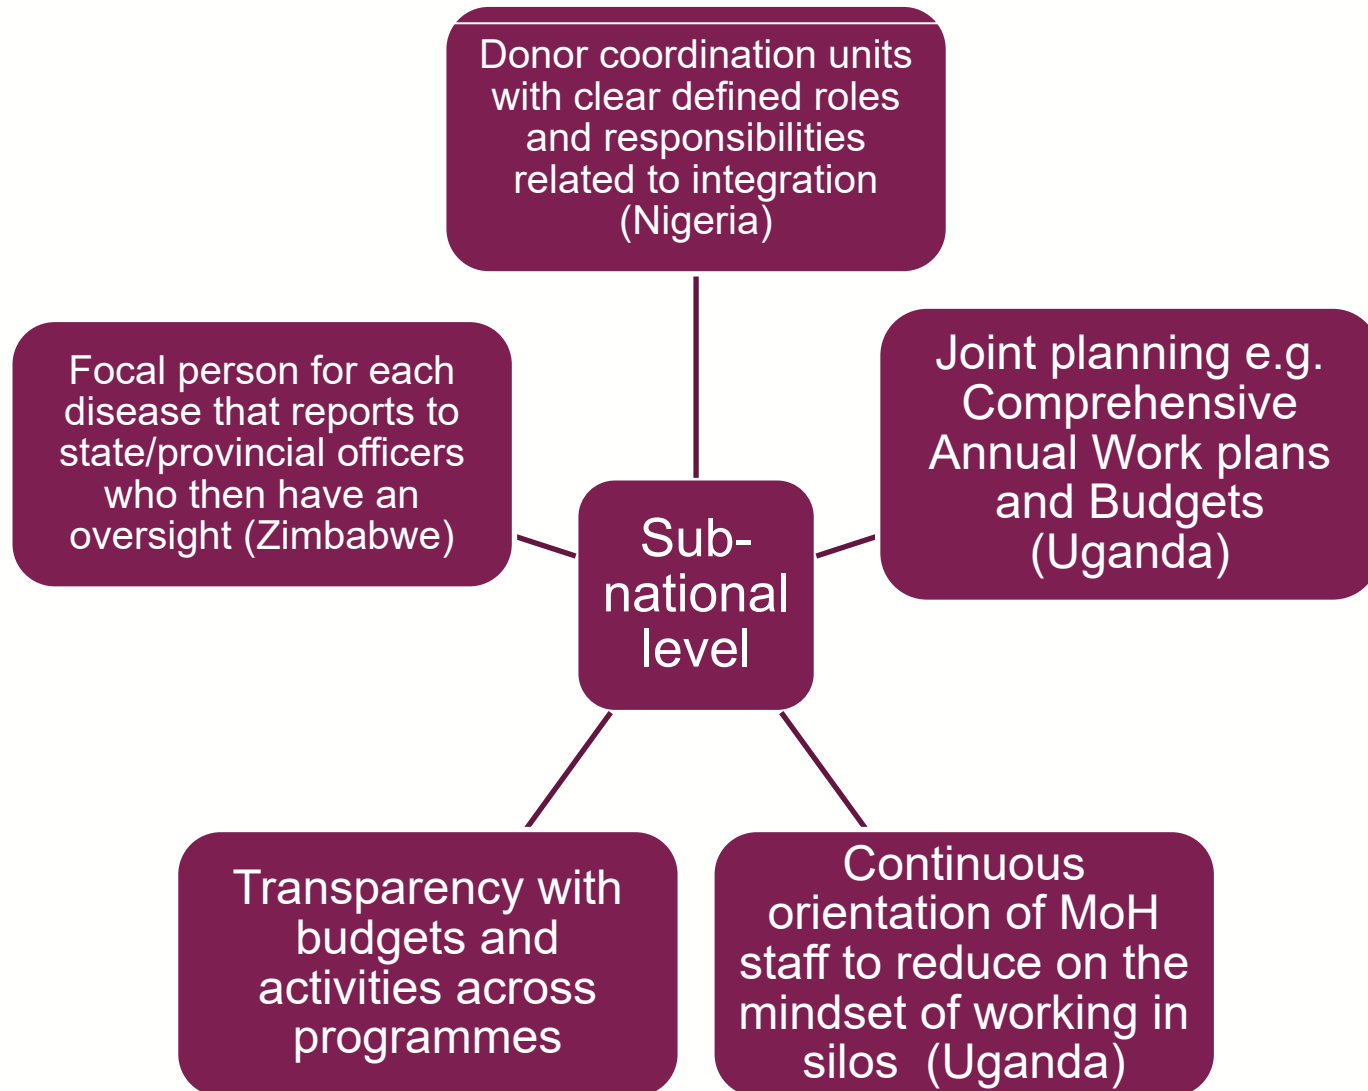 Donor coordination units
with clear defined roles
and responsibilities
related to integration
(Nigeria)
Joint planning e.g.
Comprehensive
Annual Work plans
and Budgets
(Uganda)
Focal person for each
disease that reports to
state/provincial officers
who then have an
oversight (Zimbabwe)
Sub-
national
level
Transparency with
budgets and
activities across
programmes
Continuous
orientation of MoH
staff to reduce on the
mindset of working in
silos  (Uganda)